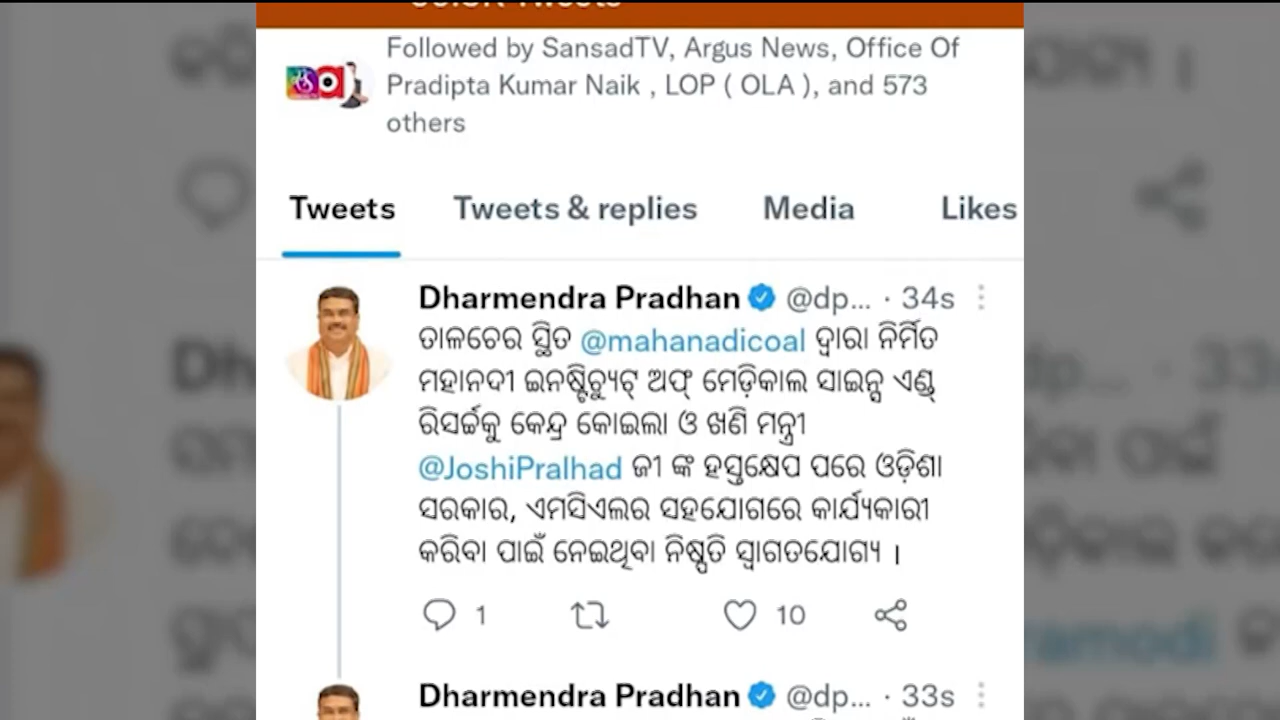 Followed by SansadTV, Argus News, Office Of
Pradipta Kumar Naik , LOP ( OLA ), and 573
others
Tweets Tweets & replies Media Likes
Dharmendra Pradhan @dp... · 34s
ତାଳଚେର ସ୍ଥିତ @mahanadicoal ଦ୍ୱାରା ନିର୍ମିତ
ମହାନଦୀ ଇନଷ୍ଟିଚ୍ୟୁଟ୍ ଅଫ୍ ମେଡ଼ିକାଲ ସାଇନ୍ସ ଏଣ୍ଡ୍
ରିସର୍ଚ୍ଚକୁ କେନ୍ଦ୍ର କୋଇଲା ଓ ଖଣି ମନ୍ତ୍ରୀ
@JoshiPralhad ଜୀ ଙ୍କ ହସ୍ତକ୍ଷେପ ପରେ ଓଡ଼ିଶା
ସରକାର, ଏମସିଏଲର ସହଯୋଗରେ କାର୍ଯ୍ୟକାରୀ
କରିବା ପାଇଁ ନେଇଥିବା ନିଷ୍ପତି ସ୍ୱାଗତଯୋଗ୍ୟ ।
1 10
Dharmendra Pradhan @dp... · 33s